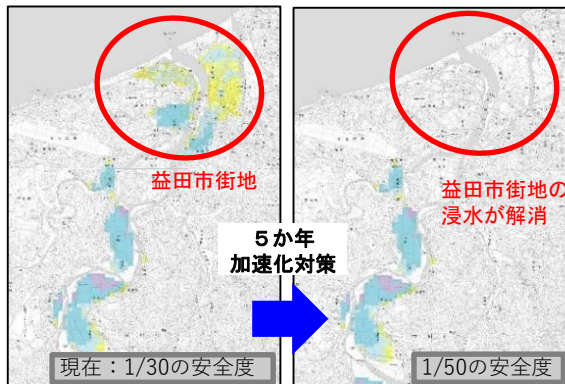 益田市街地
現在：1/30の安全度
５か年
加速化対策
益田市街地の
浸水が解消
1/50の安全度